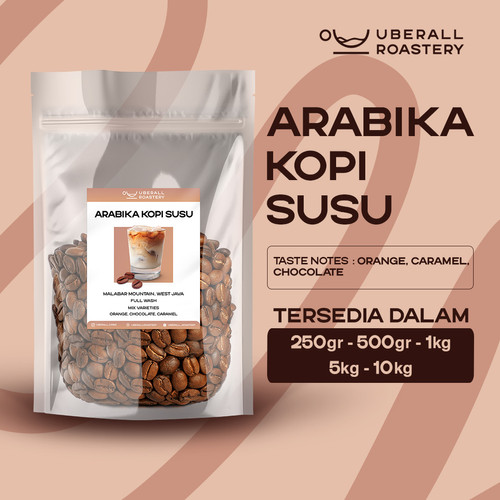 UBERALL
ROASTERY
ARABIKA
KOPI
SUSU
TASTE NOTES : ORANGE, CARAMEL,
CHOCOLATE
TERSEDIA DALAM
250gr - 500gr - 1kg
5kg - 10kg
UBERALL
ROASTERY
ARABIKA KOPI SUSU
MALABAR MOUNTAIN, WEST JAVA
FULL WASH
MIX VARIETIES
ORANGE, CHOCOLATE, CARAMEL